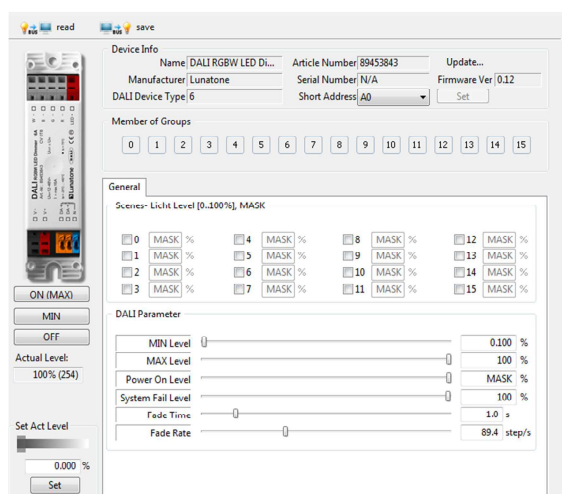 read save
Device Info
Name DALI RGBW LED Di... Article Number 89453843 Update...
Manufacturer Lunatone Serial Number N/A Firmware Ver 0.12
DALI Device Type 6 Short Address A0 Set
Member of Groups
0 1 2 3 4 5 6 7 8 9 10 11 12 13 14 15
General
Scenes- Licht Level [0..100%], MASK
0 MASK % 4 MASK % 8 MASK % 12 MASK %
1 MASK % 5 MASK % 9 MASK % 13 MASK %
2 MASK % 6 MASK % 10 MASK % 14 MASK %
3 MASK % 7 MASK % 11 MASK % 15 MASK %
ON (MAX)
MIN
OFF
Actual Level:
100% (254)
DALI Parameter
MIN Level 0.100 %
MAX Level 100 %
Power On Level MASK %
System Fail Level 100 %
Fade Time 1.0 s
Fade Rate 89.4 step/s
Set Act Level
0.000 %
Set
DALI RGBW LED Dimmer
Lunatone